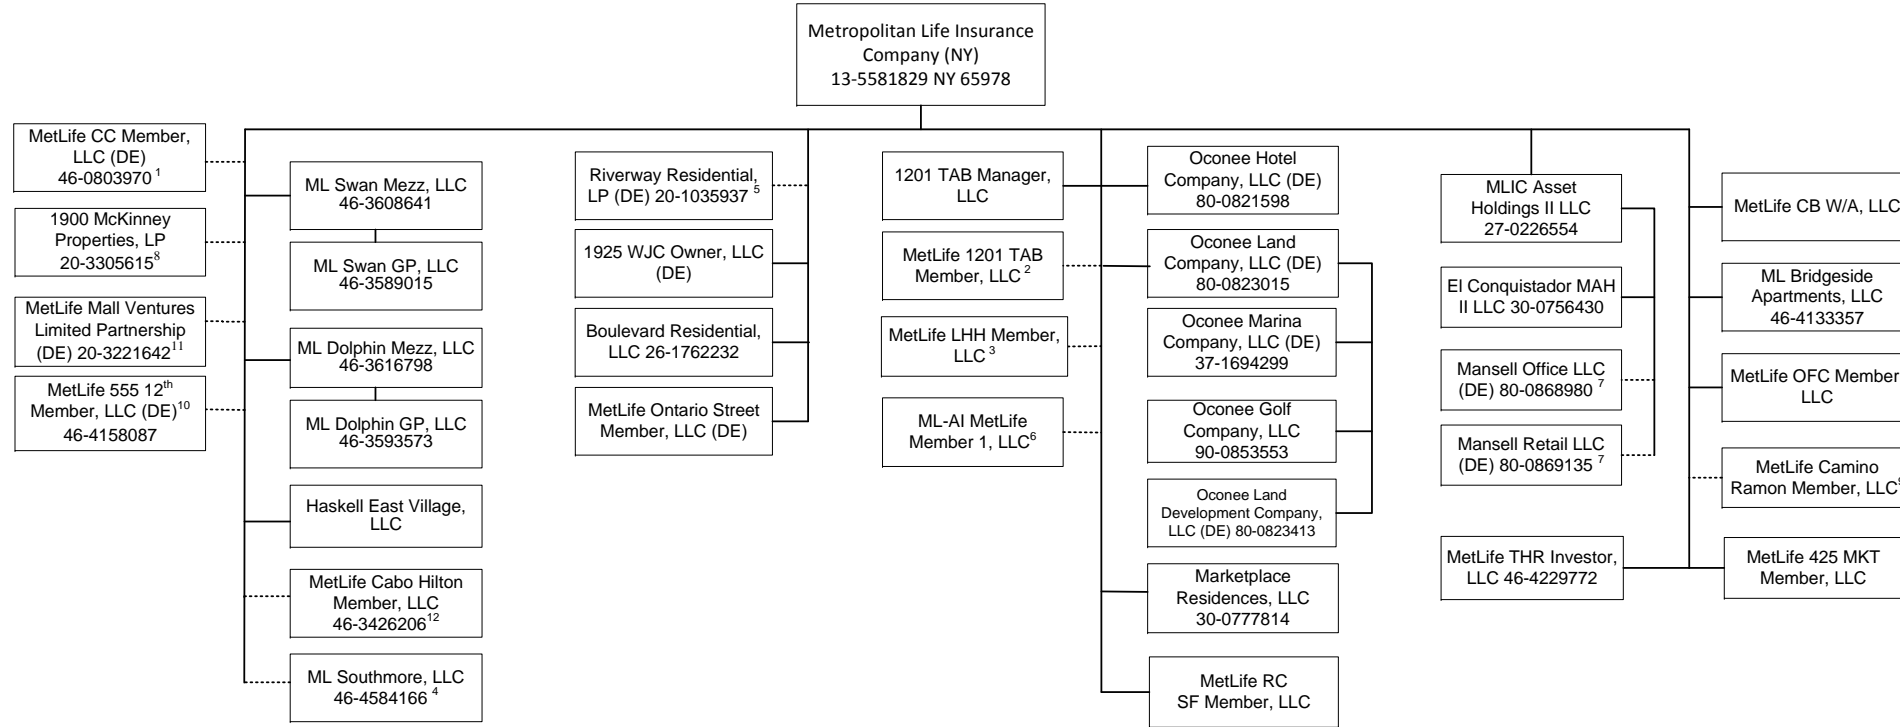 Metropolitan Life Insurance
Company (NY)
13-5581829 NY 65978
MetLife CC Member,
LLC (DE)
46-0803970 1
1900 McKinney
Properties, LP
20-3305615 8
MetLife Mall Ventures
Limited Partnership
(DE) 20-3221642 11
MetLife 555 12th
Member, LLC (DE) 10
46-4158087
ML Swan Mezz, LLC
46-3608641
ML Swan GP, LLC
46-3589015
ML Dolphin Mezz, LLC
46-3616798
ML Dolphin GP, LLC
46-3593573
Haskell East Village,
LLC
MetLife Cabo Hilton
Member, LLC
46-3426206 12
ML Southmore, LLC
46-4584166 4
Riverway Residential,
LP (DE) 20-1035937 5
1925 WJC Owner, LLC
(DE)
Boulevard Residential,
LLC 26-1762232
MetLife Ontario Street
Member, LLC (DE)
1201 TAB Manager,
LLC
MetLife 1201 TAB
Member, LLC 2
MetLife LHH Member,
LLC 3
ML-AI MetLife
Member 1, LLC 6
Oconee Hotel
Company, LLC (DE)
80-0821598
Oconee Land
Company, LLC (DE)
80-0823015
Oconee Marina
Company, LLC (DE)
37-1694299
Oconee Golf
Company, LLC
90-0853553
Oconee Land
Development Company,
LLC (DE) 80-0823413
Marketplace
Residences, LLC
30-0777814
MetLife RC
SF Member, LLC
MLIC Asset
Holdings II LLC
27-0226554
El Conquistador MAH
II LLC 30-0756430
Mansell Office LLC
(DE) 80-0868980 7
Mansell Retail LLC
(DE) 80-0869135 7
MetLife THR Investor,
LLC 46-4229772
MetLife CB W/A, LLC
ML Bridgeside
Apartments, LLC
46-4133357
MetLife OFC Member
LLC
MetLife Camino
Ramon Member, LLC 9
MetLife 425 MKT
Member, LLC